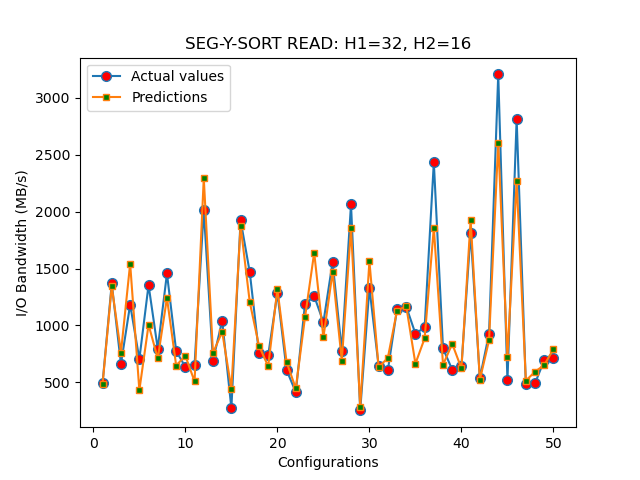 SEG-Y-SORT READ: H1=32, H2=16
Actual values
Predictions
3000
2500
2000
1500
1000
500
I/O Bandwidth (MB/s)
0 10 20 30 40 50
Configurations